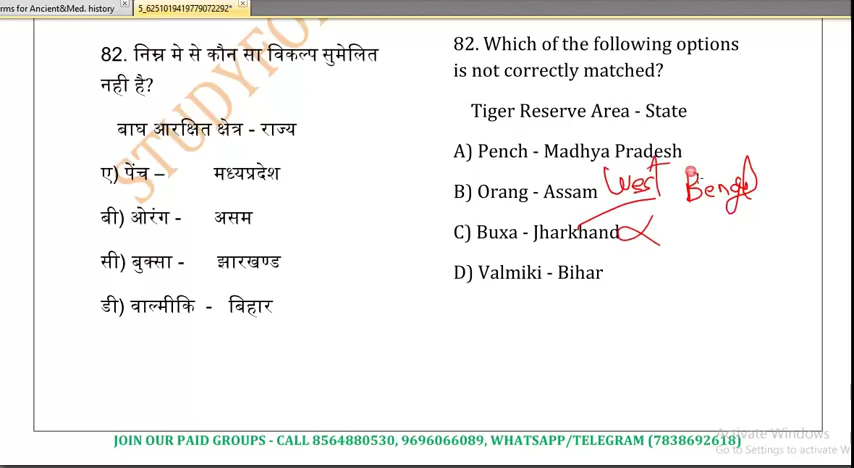 rms for Ancient&Med. history
5_6251019419779072292*
82. निम्न मे से कौन सा विकल्प सुमेलित
नही है?
बाघ आरक्षित क्षेत्र - राज्य
ए) पेंच – मध्यप्रदेश
बी) ओरंग - असम
सी) बुक्सा - झारखण्ड
डी) वाल्मीकि - बिहार
82. Which of the following options
is not correctly matched?
Tiger Reserve Area - State
A) Pench - Madhya Pradesh
B) Orang - Assam
West Bengal
C) Buxa - Jharkhand
D) Valmiki - Bihar
STUDYFO
JOIN OUR PAID GROUPS - CALL 8564880530, 9696066089, WHATSAPP/TELEGRAM (7838692618)
Activate Windows
Go to Settings to activate W